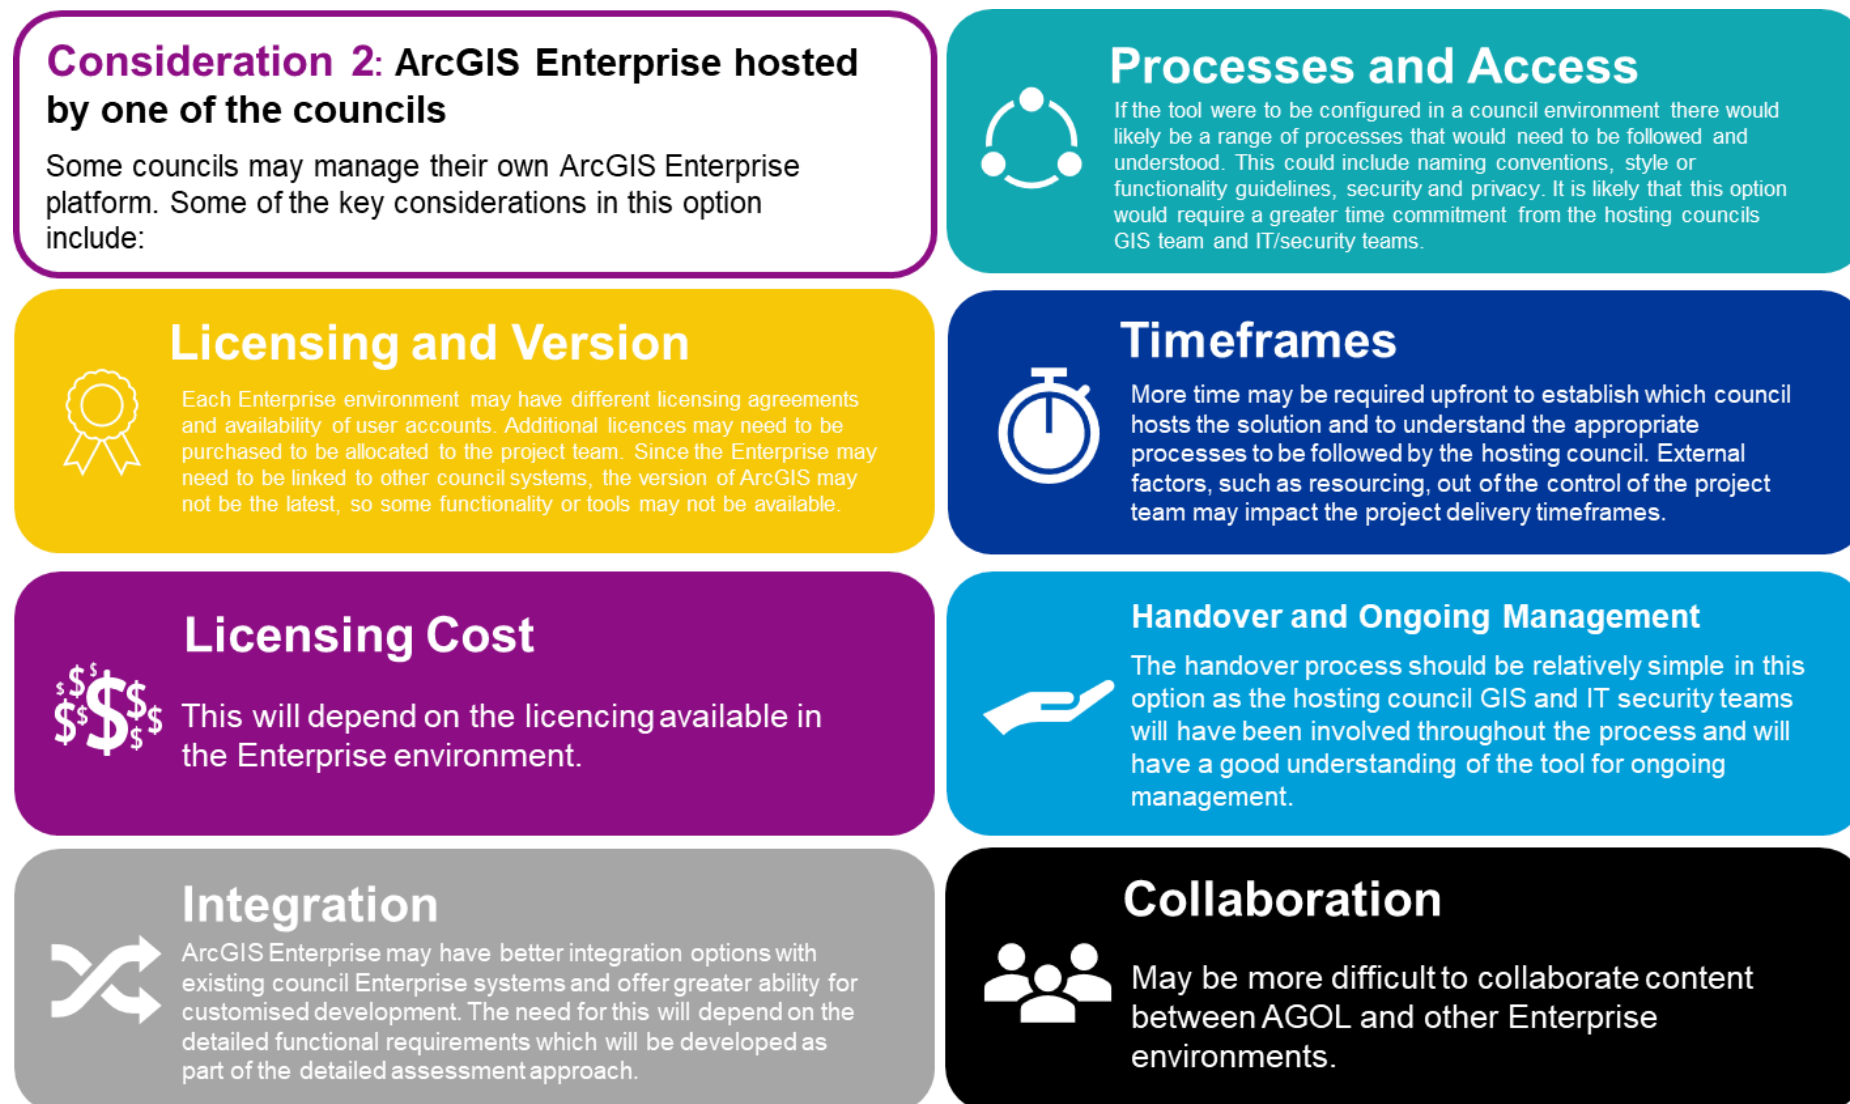 Consideration 2: ArcGIS Enterprise hosted
by one of the councils
Some councils may manage their own ArcGIS Enterprise
platform. Some of the key considerations in this option
include:
Processes and Access
If the tool were to be configured in a council environment there would
likely be a range of processes that would need to be followed and
understood. This could include naming conventions, style or
functionality guidelines, security and privacy. It is likely that this option
would require a greater time commitment from the hosting councils
GIS team and IT/security teams.
Licensing and Version
Each Enterprise environment may have different licensing agreements
and availability of user accounts. Additional licences may need to be
purchased to be allocated to the project team. Since the Enterprise may
need to be linked to other council systems, the version of ArcGIS may
not be the latest, so some functionality or tools may not be available.
Timeframes
More time may be required upfront to establish which council
hosts the solution and to understand the appropriate
processes to be followed by the hosting council. External
factors, such as resourcing, out of the control of the project
team may impact the project delivery timeframes.
Licensing Cost
This will depend on the licencing available in
the Enterprise environment.
Handover and Ongoing Management
The handover process should be relatively simple in this
option as the hosting council GIS and IT security teams
will have been involved throughout the process and will
have a good understanding of the tool for ongoing
management.
Integration
ArcGIS Enterprise may have better integration options with
existing council Enterprise systems and offer greater ability for
customised development. The need for this will depend on the
detailed functional requirements which will be developed as
part of the detailed assessment approach.
Collaboration
May be more difficult to collaborate content
between AGOL and other Enterprise
environments.